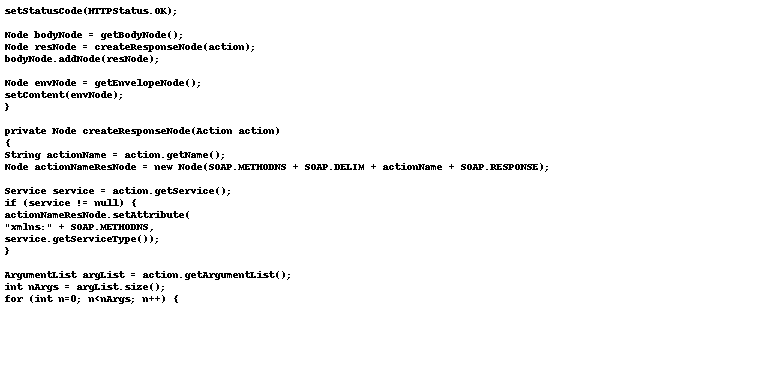 setStatusCode(HTTPStatus.OK);
Node bodyNode = getBodyNode();
Node resNode = createResponseNode(action);
bodyNode.addNode(resNode);
Node envNode = getEnvelopeNode();
setContent(envNode);
}
private Node createResponseNode(Action action)
{
String actionName = action.getName();
Node actionNameResNode = new Node(SOAP.METHODNS + SOAP.DELIM + actionName + SOAP.RESPONSE);
Service service = action.getService();
if (service != null) {
actionNameResNode.setAttribute(
"xmlns:" + SOAP.METHODNS,
service.getServiceType());
}
ArgumentList argList = action.getArgumentList();
int nArgs = argList.size();
for (int n=0; n<nArgs; n++) {